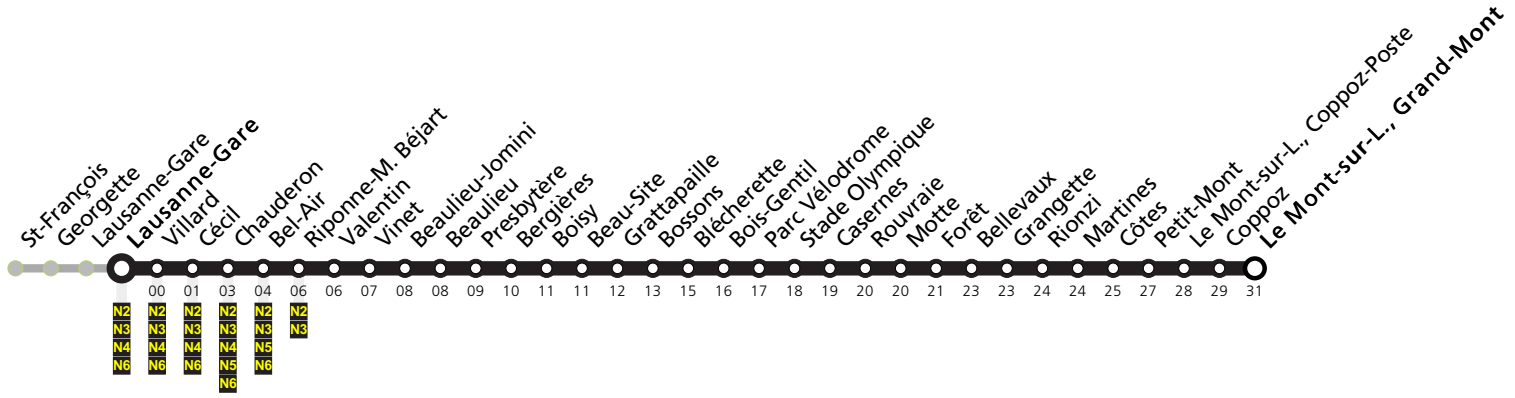 St-François
Georgette
Lausanne-Gare
Lausanne-Gare
Villard
Cécil
Chauderon
Bel-Air
Riponne-M. Béjart
Valentin
Vinet
Beaulieu-Jomini
Beaulieu
Presbytère
Bergières
Boisy
Beau-Site
Grattapaille
Bossons
Blécherette
Bois-Gentil
Parc Vélodrome
Stade Olympique
Casernes
Rouvraie
Motte
Forêt
Bellevaux
Grangette
Rionzi
Martines
Côtes
Petit-Mont
Le Mont-sur-L., Coppoz-Poste
Coppoz
Le Mont-sur-L., Grand-Mont
00 01 03 04 06 06 07 08 08 09 10 11 11 12 13 15 16 17 18 19 20 20 21 23 23 24 24 25 27 28 29 31
N2 N2 N2 N2 N2 N2
N3 N3 N3 N3 N3 N3
N4 N4 N4 N4 N5
N6 N6 N6 N5 N6
N6